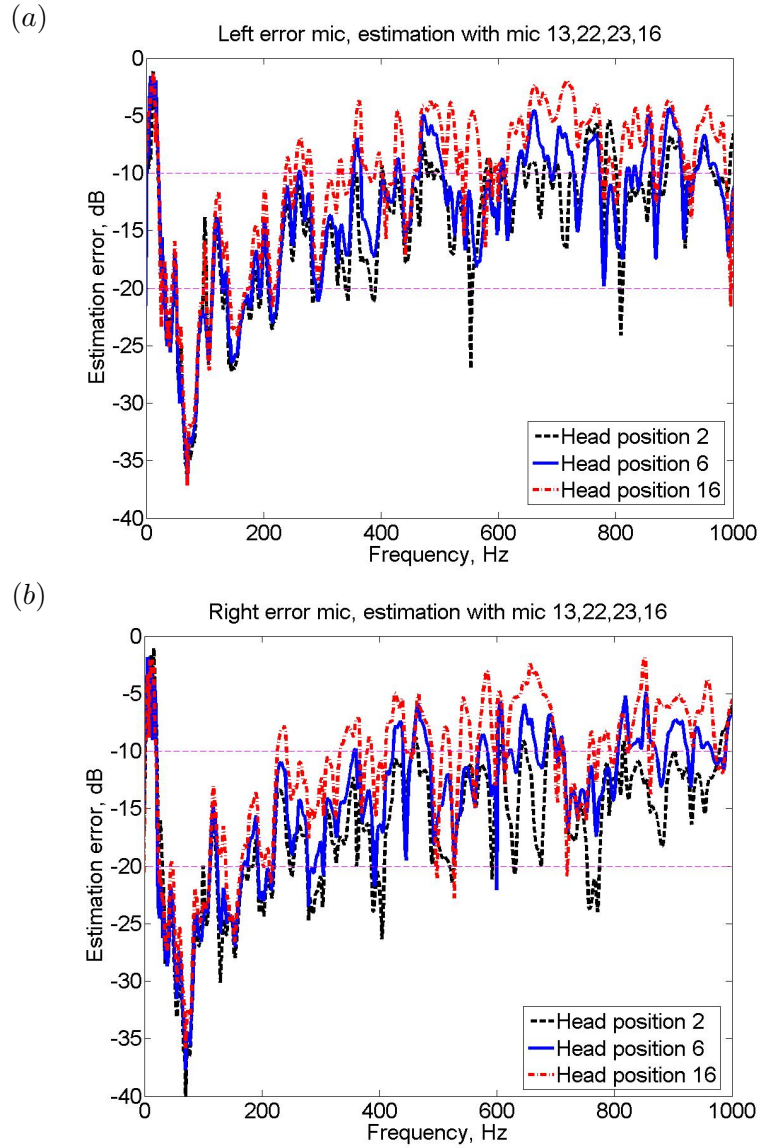 (a)
Left error mic, estimation with mic 13,22,23,16
0
-5
-10
-15
-20
-25
-30
-35
-40
Estimation error, dB
Head position 2
Head position 6
Head position 16
0 200 400 600 800 1000
Frequency, Hz
(b)
Right error mic, estimation with mic 13,22,23,16
0
-5
-10
-15
-20
-25
-30
-35
-40
Estimation error, dB
Head position 2
Head position 6
Head position 16
0 200 400 600 800 1000
Frequency, Hz